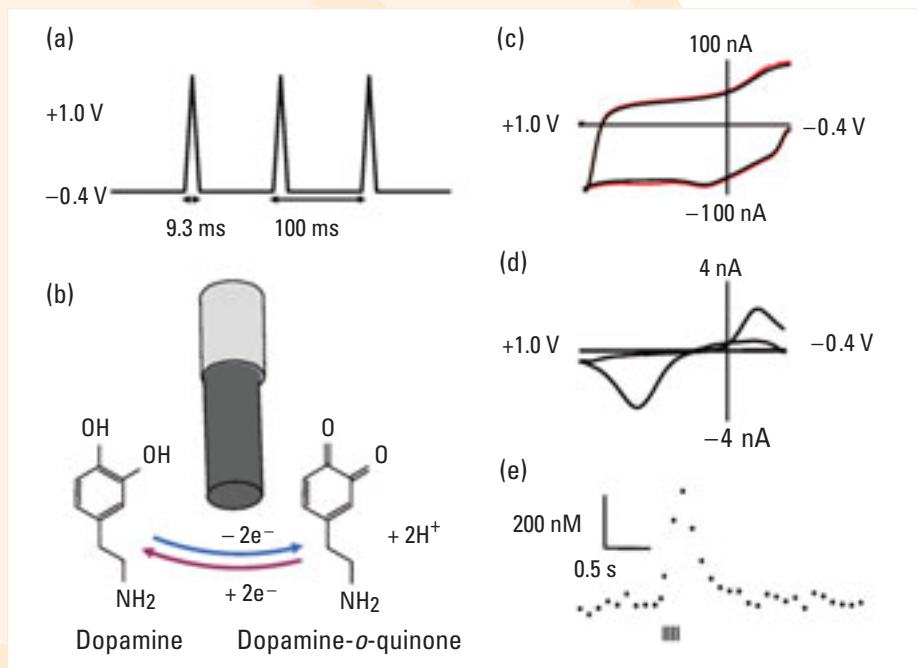 (a)
+1.0 V
−0.4 V
9.3 ms
100 ms
(b)
OH
OH
O
O
− 2e⁻
+ 2e⁻
+ 2H⁺
NH₂
NH₂
Dopamine
Dopamine-o-quinone
(c)
100 nA
+1.0 V
−0.4 V
−100 nA
(d)
4 nA
+1.0 V
−0.4 V
−4 nA
(e)
200 nM
0.5 s